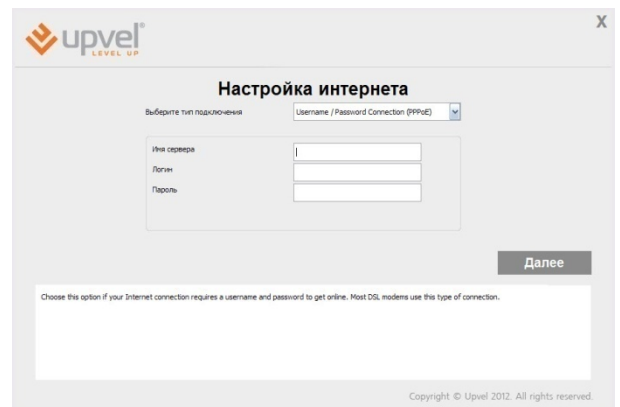 X
upvel®
LEVEL UP
Настройка интернета
Выберите тип подключения
Username / Password Connection (PPPoE)
Имя сервера
Логин
Пароль
Далее
Choose this option if your Internet connection requires a username and password to get online. Most DSL modems use this type of connection.
Copyright © Upvel 2012. All rights reserved.